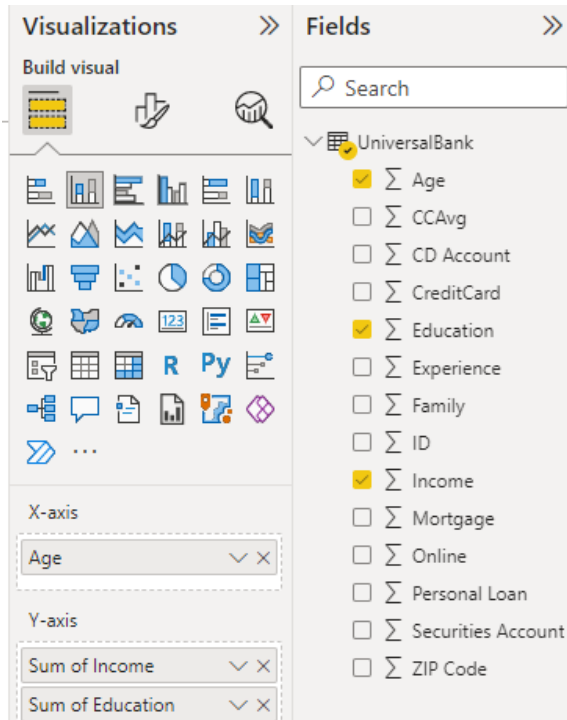 Visualizations
Build visual
123
R
Py
X-axis
Age
Y-axis
Sum of Income
Sum of Education
Fields
Search
UniversalBank
Age
CCAvg
CD Account
CreditCard
Education
Experience
Family
ID
Income
Mortgage
Online
Personal Loan
Securities Account
ZIP Code